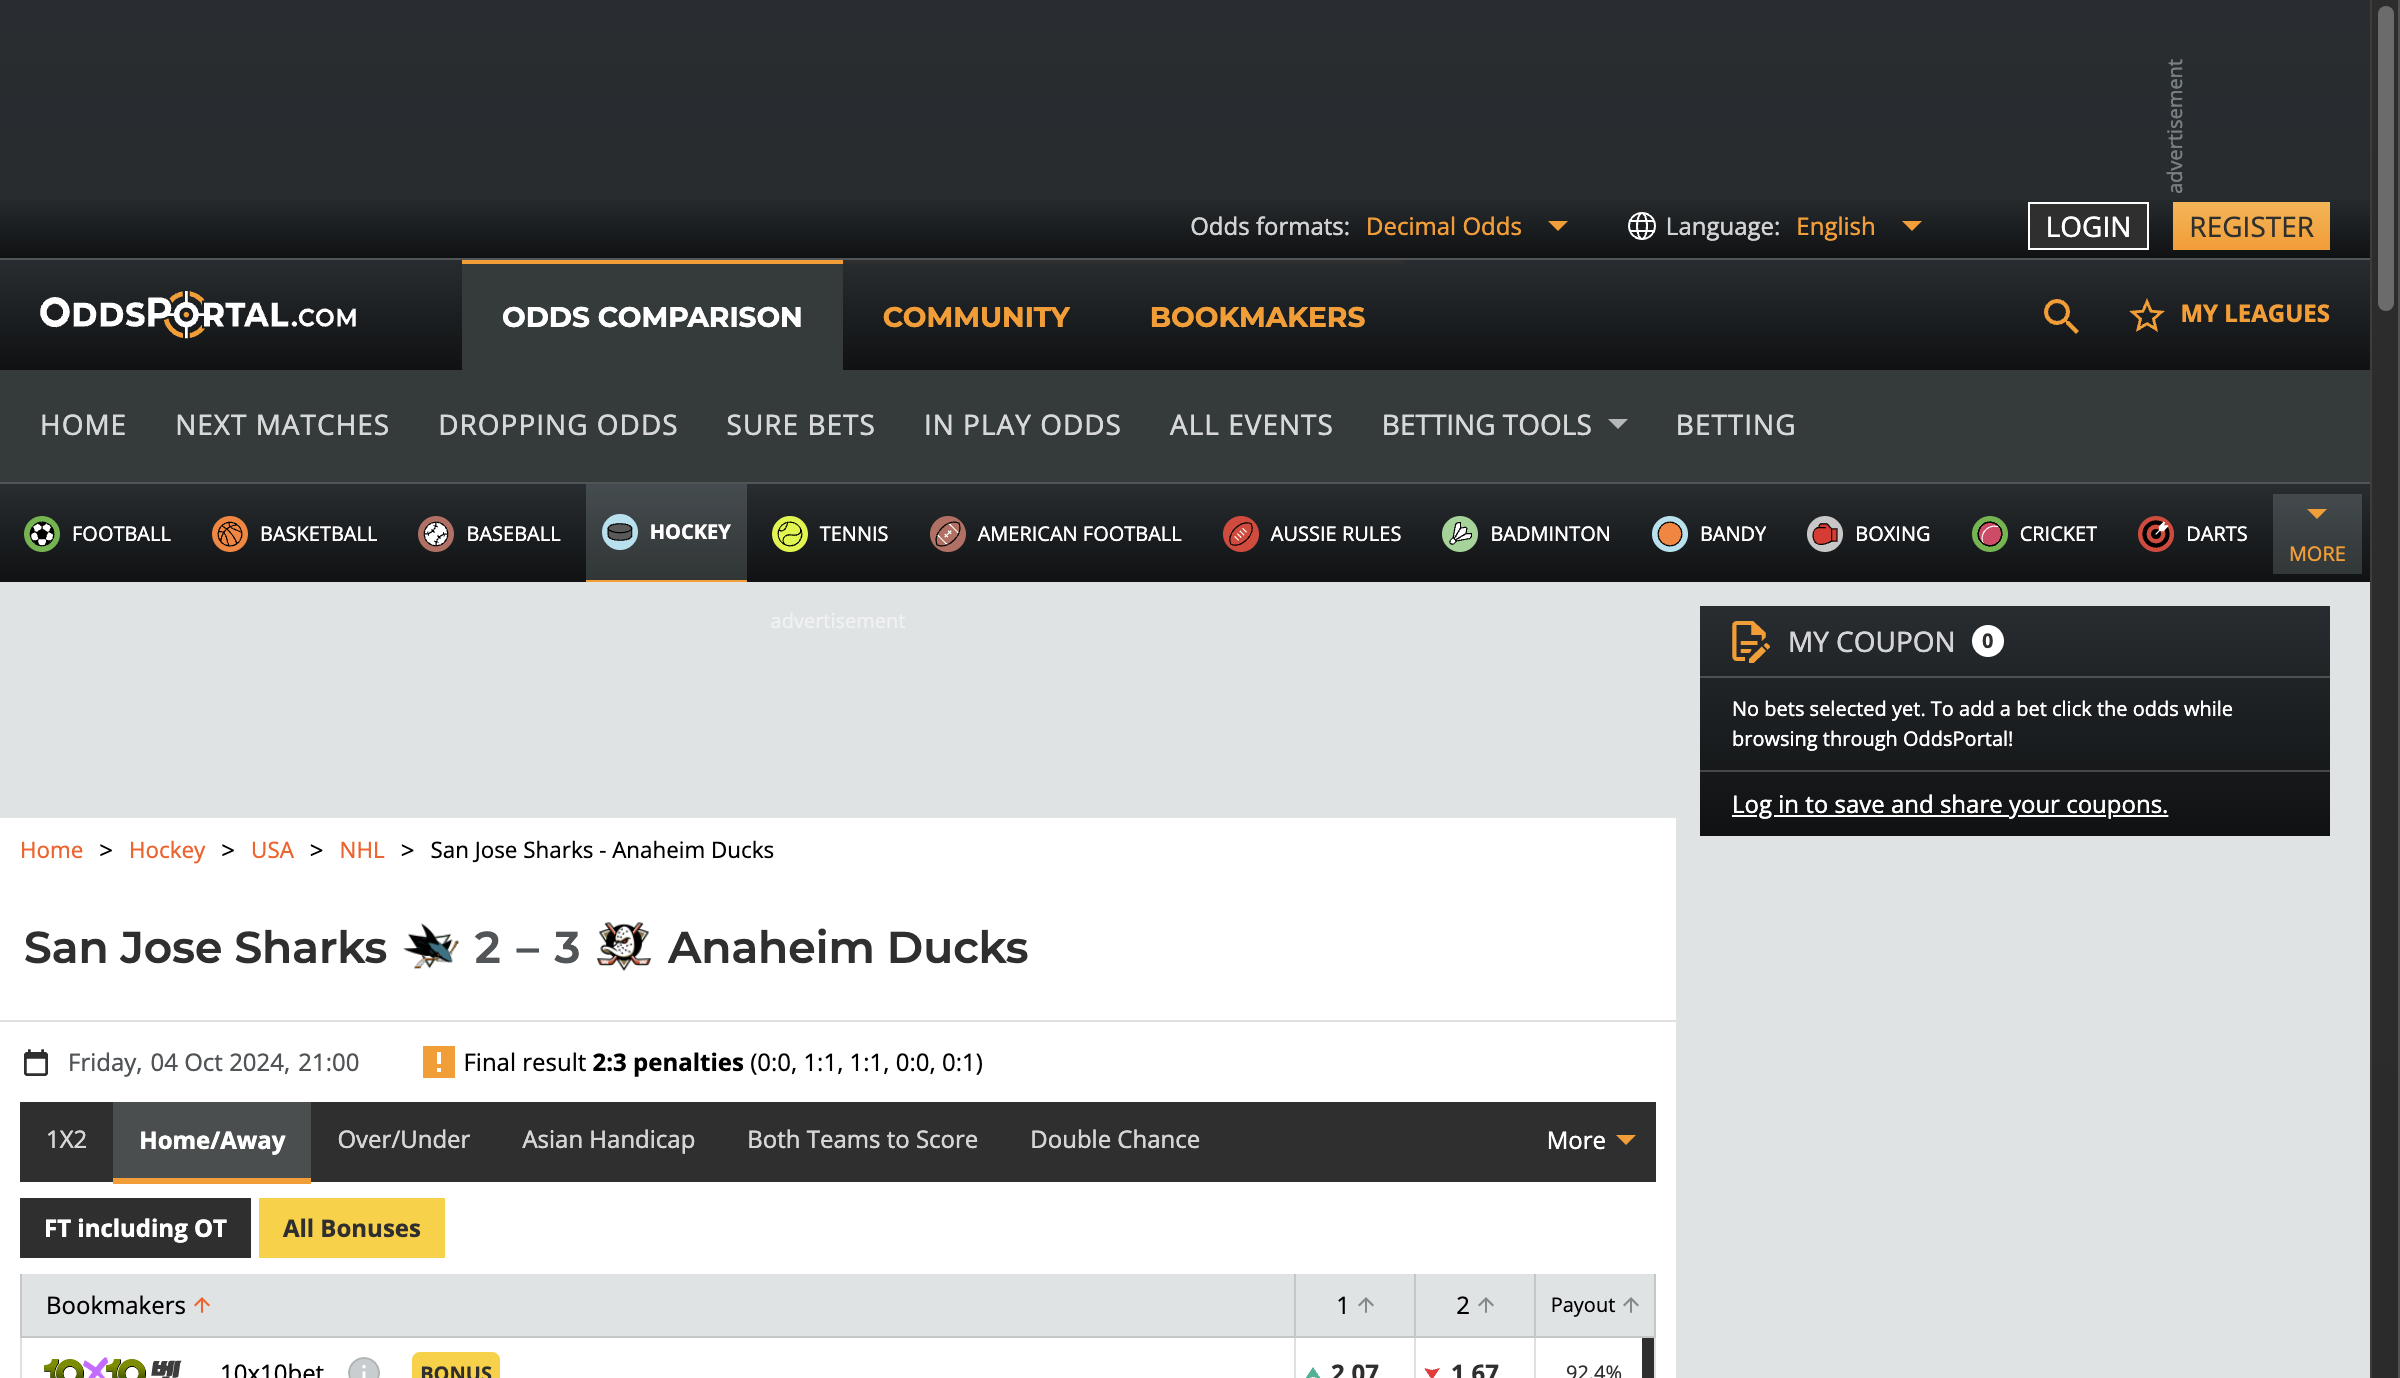 advertisement
Odds formats: Decimal Odds Language: English LOGIN REGISTER
ODDSPORTAL.COM ODDS COMPARISON COMMUNITY BOOKMAKERS MY LEAGUES
HOME NEXT MATCHES DROPPING ODDS SURE BETS IN PLAY ODDS ALL EVENTS BETTING TOOLS BETTING
FOOTBALL BASKETBALL BASEBALL HOCKEY TENNIS AMERICAN FOOTBALL AUSSIE RULES BADMINTON BANDY BOXING CRICKET DARTS MORE
advertisement
MY COUPON 0
No bets selected yet. To add a bet click the odds while
browsing through OddsPortal!
Log in to save and share your coupons.
Home > Hockey > USA > NHL > San Jose Sharks - Anaheim Ducks
San Jose Sharks 2 – 3 Anaheim Ducks
Friday, 04 Oct 2024, 21:00 ! Final result 2:3 penalties (0:0, 1:1, 1:1, 0:0, 0:1)
1X2 Home/Away Over/Under Asian Handicap Both Teams to Score Double Chance More
FT including OT All Bonuses
Bookmakers 1 2 Payout
10x10 BET 10x10bet i BONUS 2.07 1.67 92.4%